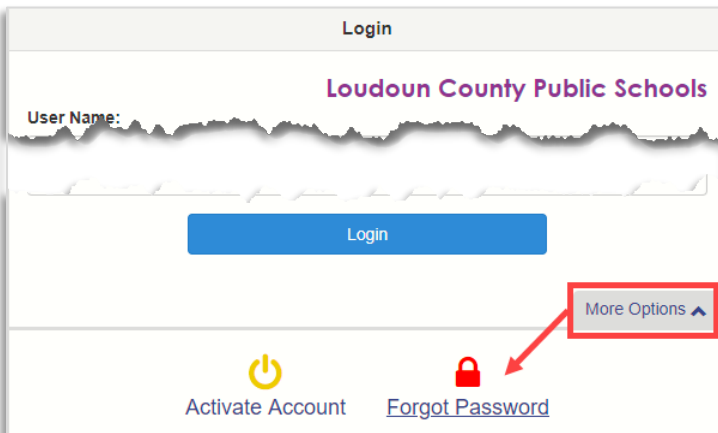 Login
Loudoun County Public Schools
User Name:
Login
More Options
Activate Account
Forgot Password